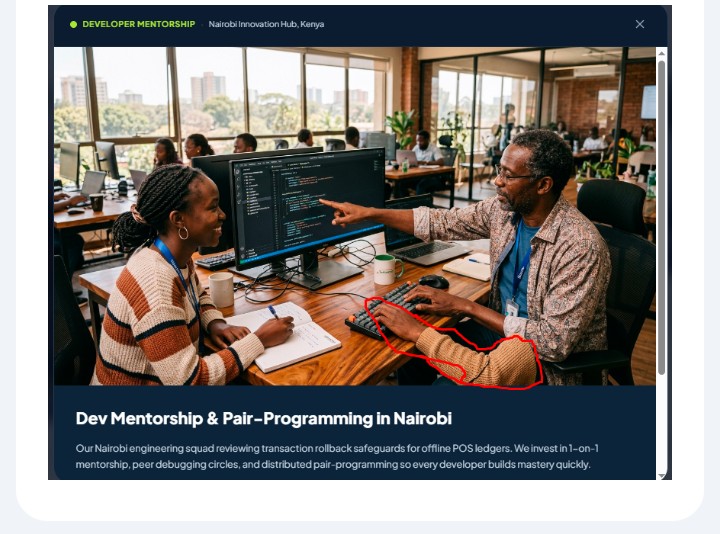 DEVELOPER MENTORSHIP · Nairobi Innovation Hub, Kenya
Dev Mentorship & Pair-Programming in Nairobi
Our Nairobi engineering squad reviewing transaction rollback safeguards for offline POS ledgers. We invest in 1-on-1
mentorship, peer debugging circles, and distributed pair-programming so every developer builds mastery quickly.